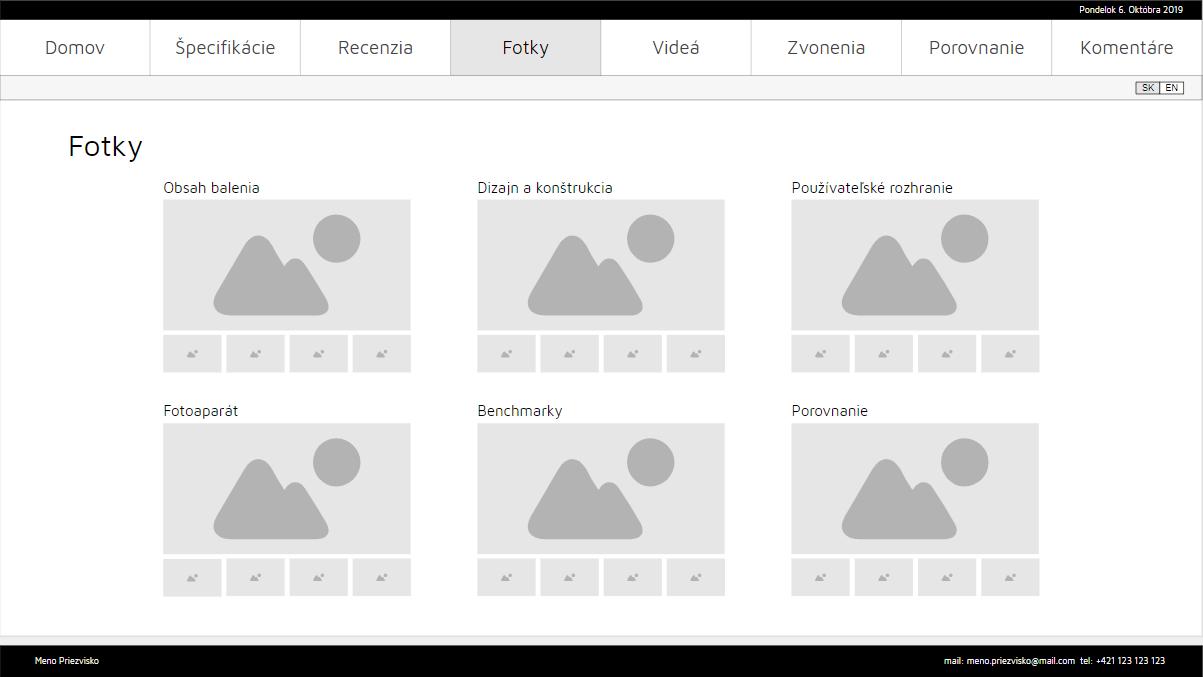 Pondelok 6. Októbra 2019
Domov Špecifikácie Recenzia Fotky Videá Zvonenia Porovnanie Komentáre
SK EN
Fotky
Obsah balenia Dizajn a konštrukcia Používateľské rozhranie
Fotoaparát Benchmarky Porovnanie
Meno Priezvisko mail: meno.priezvisko@mail.com tel: +421 123 123 123